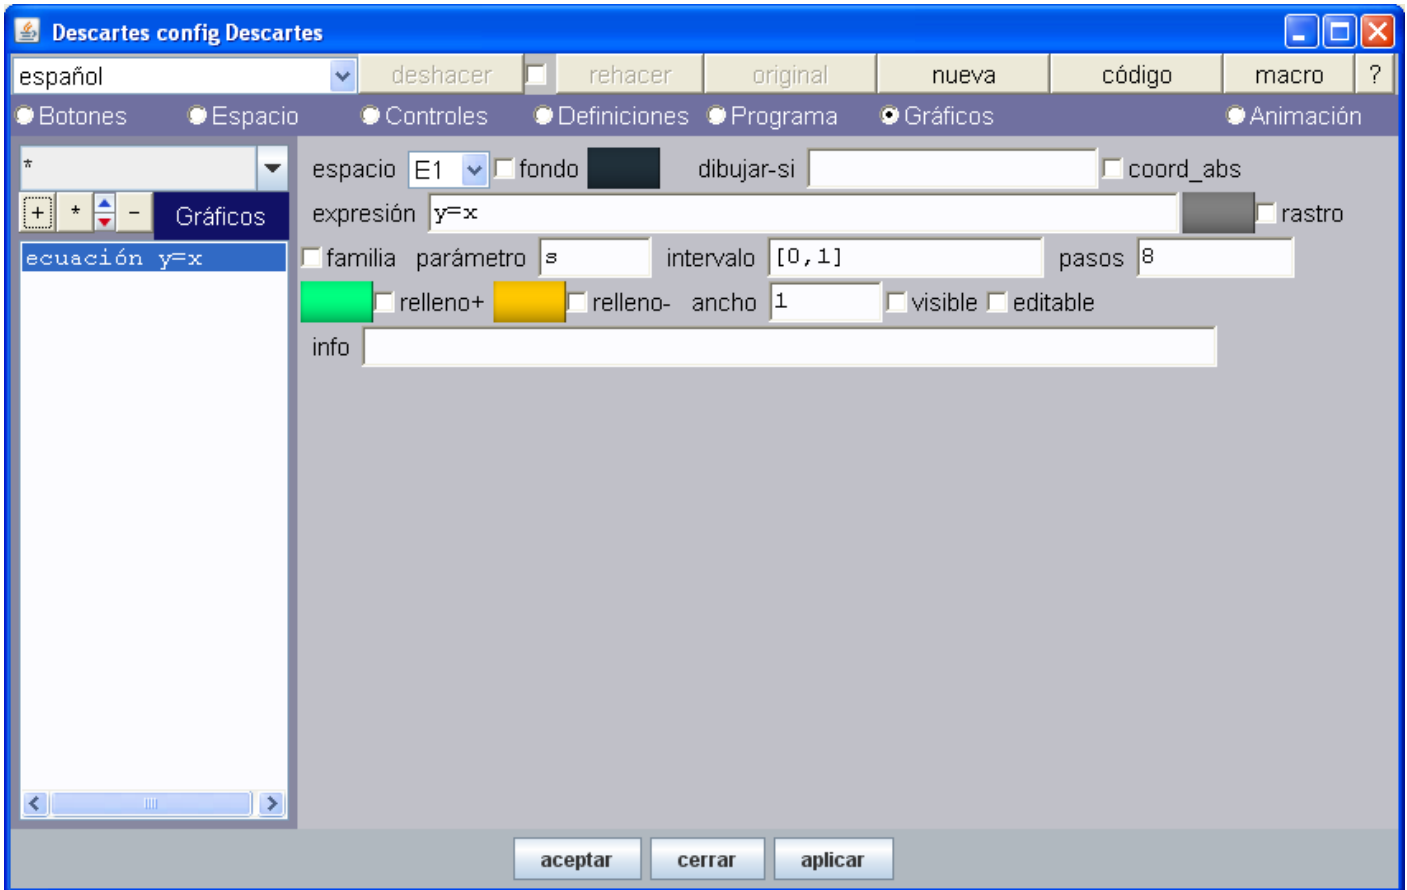 Descartes config Descartes
español deshacer rehacer original nueva código macro ?
Botones Espacio Controles Definiciones Programa Gráficos Animación
* espacio E1 fondo dibujar-si coord_abs
+ * - Gráficos expresión y=x rastro
ecuación y=x familia parámetro s intervalo [0,1] pasos 8
relleno+ relleno- ancho 1 visible editable
info
aceptar cerrar aplicar